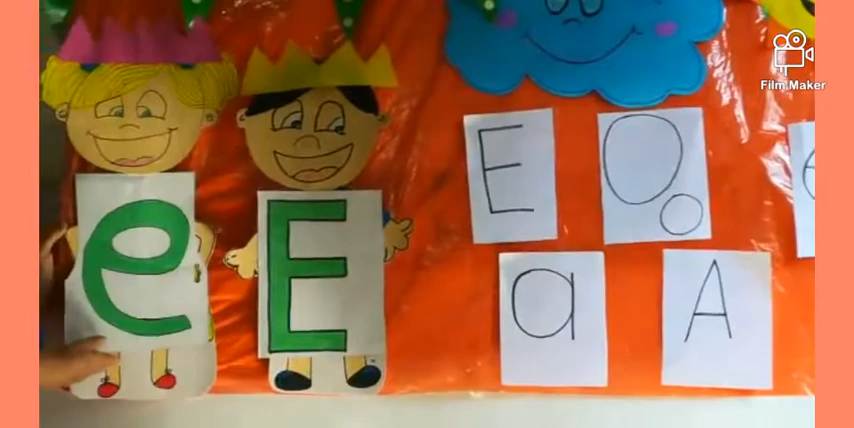 Film Maker
E O o
e E
a A